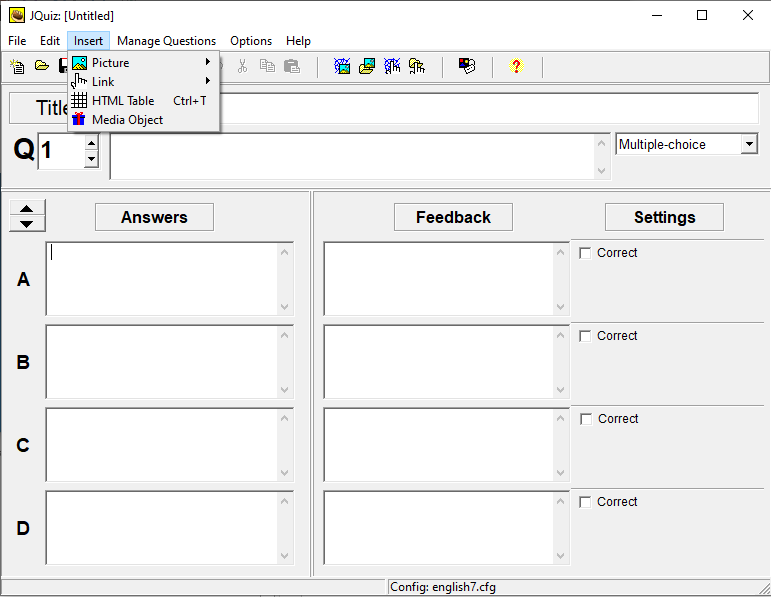 JQuiz: [Untitled]
File Edit Insert Manage Questions Options Help
Picture
Link
HTML Table Ctrl+T
Media Object
?
Title
Q 1 Multiple-choice
Answers Feedback Settings
A Correct
B Correct
C Correct
D Correct
Config: english7.cfg